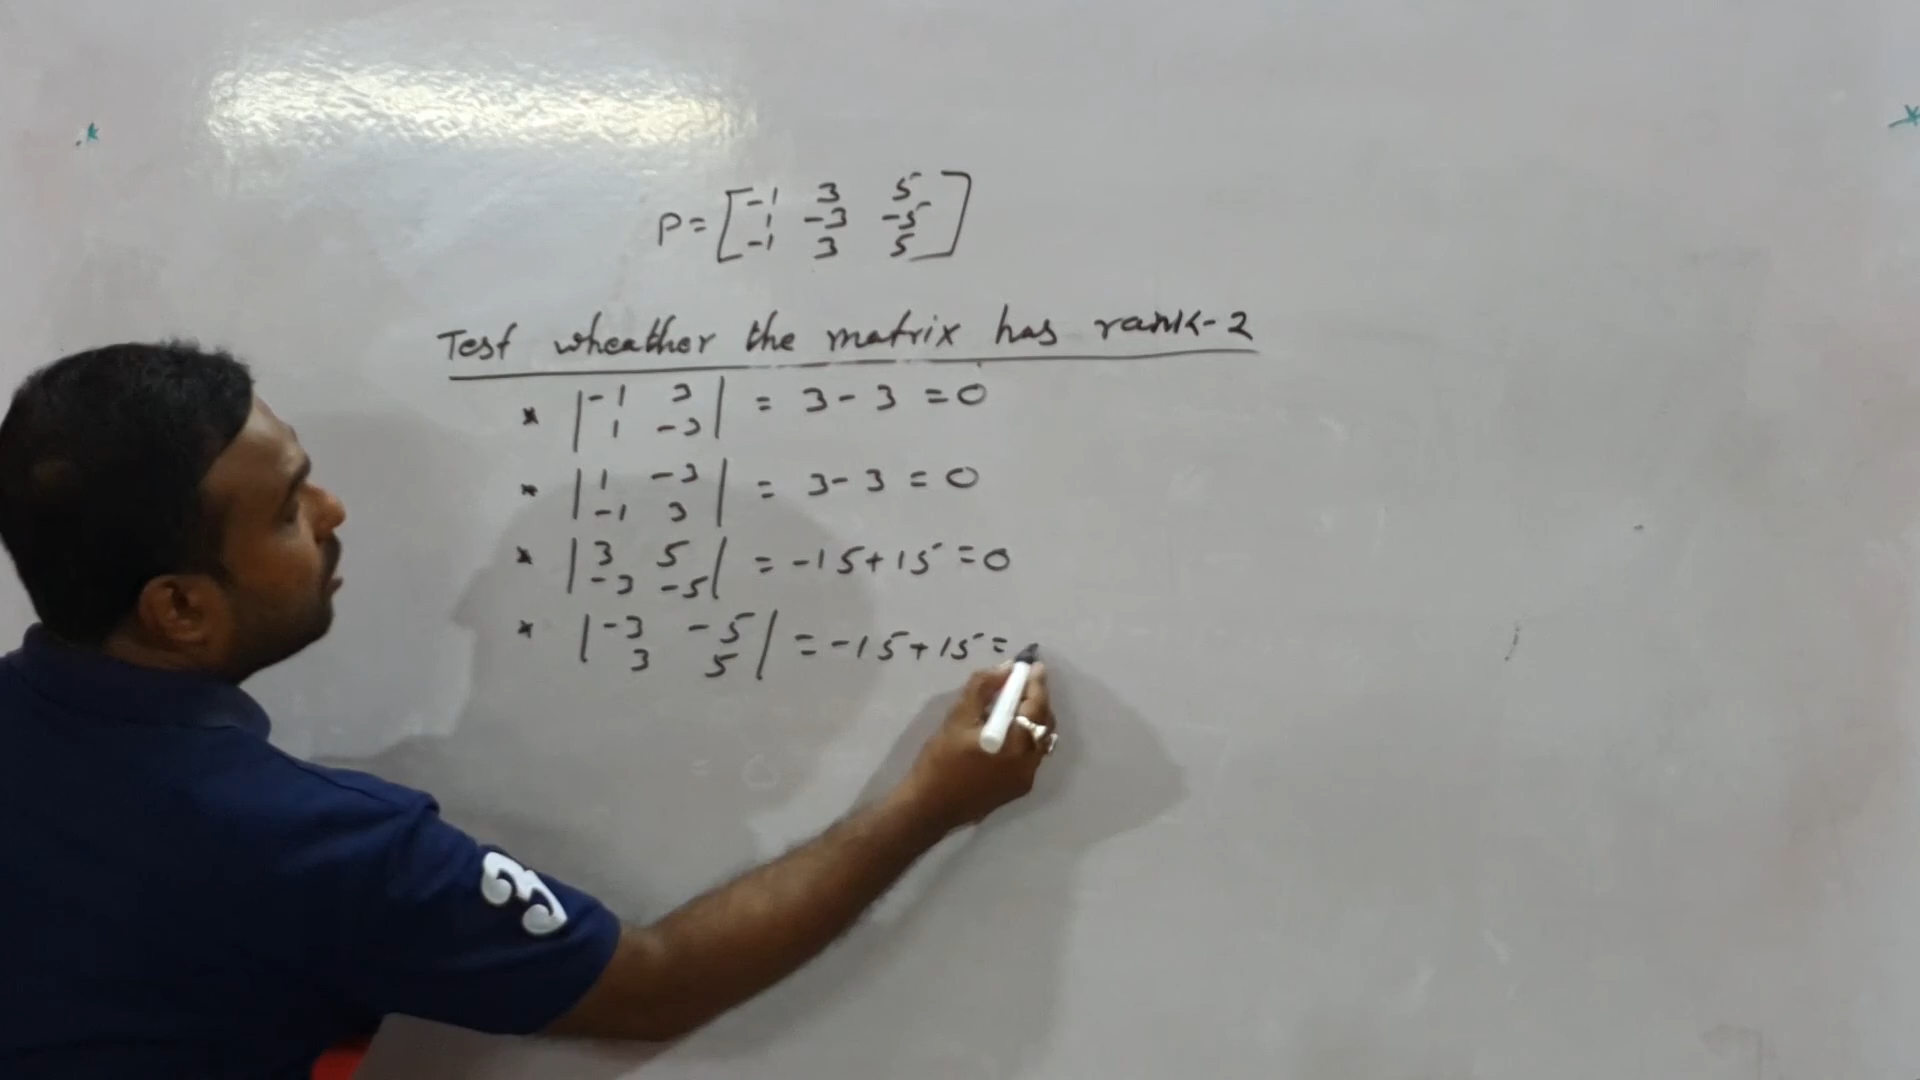 P = [ -1 3 5
1 -3 -5
-1 3 5 ]
Test wheather the matrix has rank-2
* | -1 3
1 -3 | = 3 - 3 = 0
* | 1 -3
-1 3 | = 3 - 3 = 0
* | 3 5
-3 -5 | = -15 + 15 = 0
* | -3 -5
3 5 | = -15 + 15 =
3